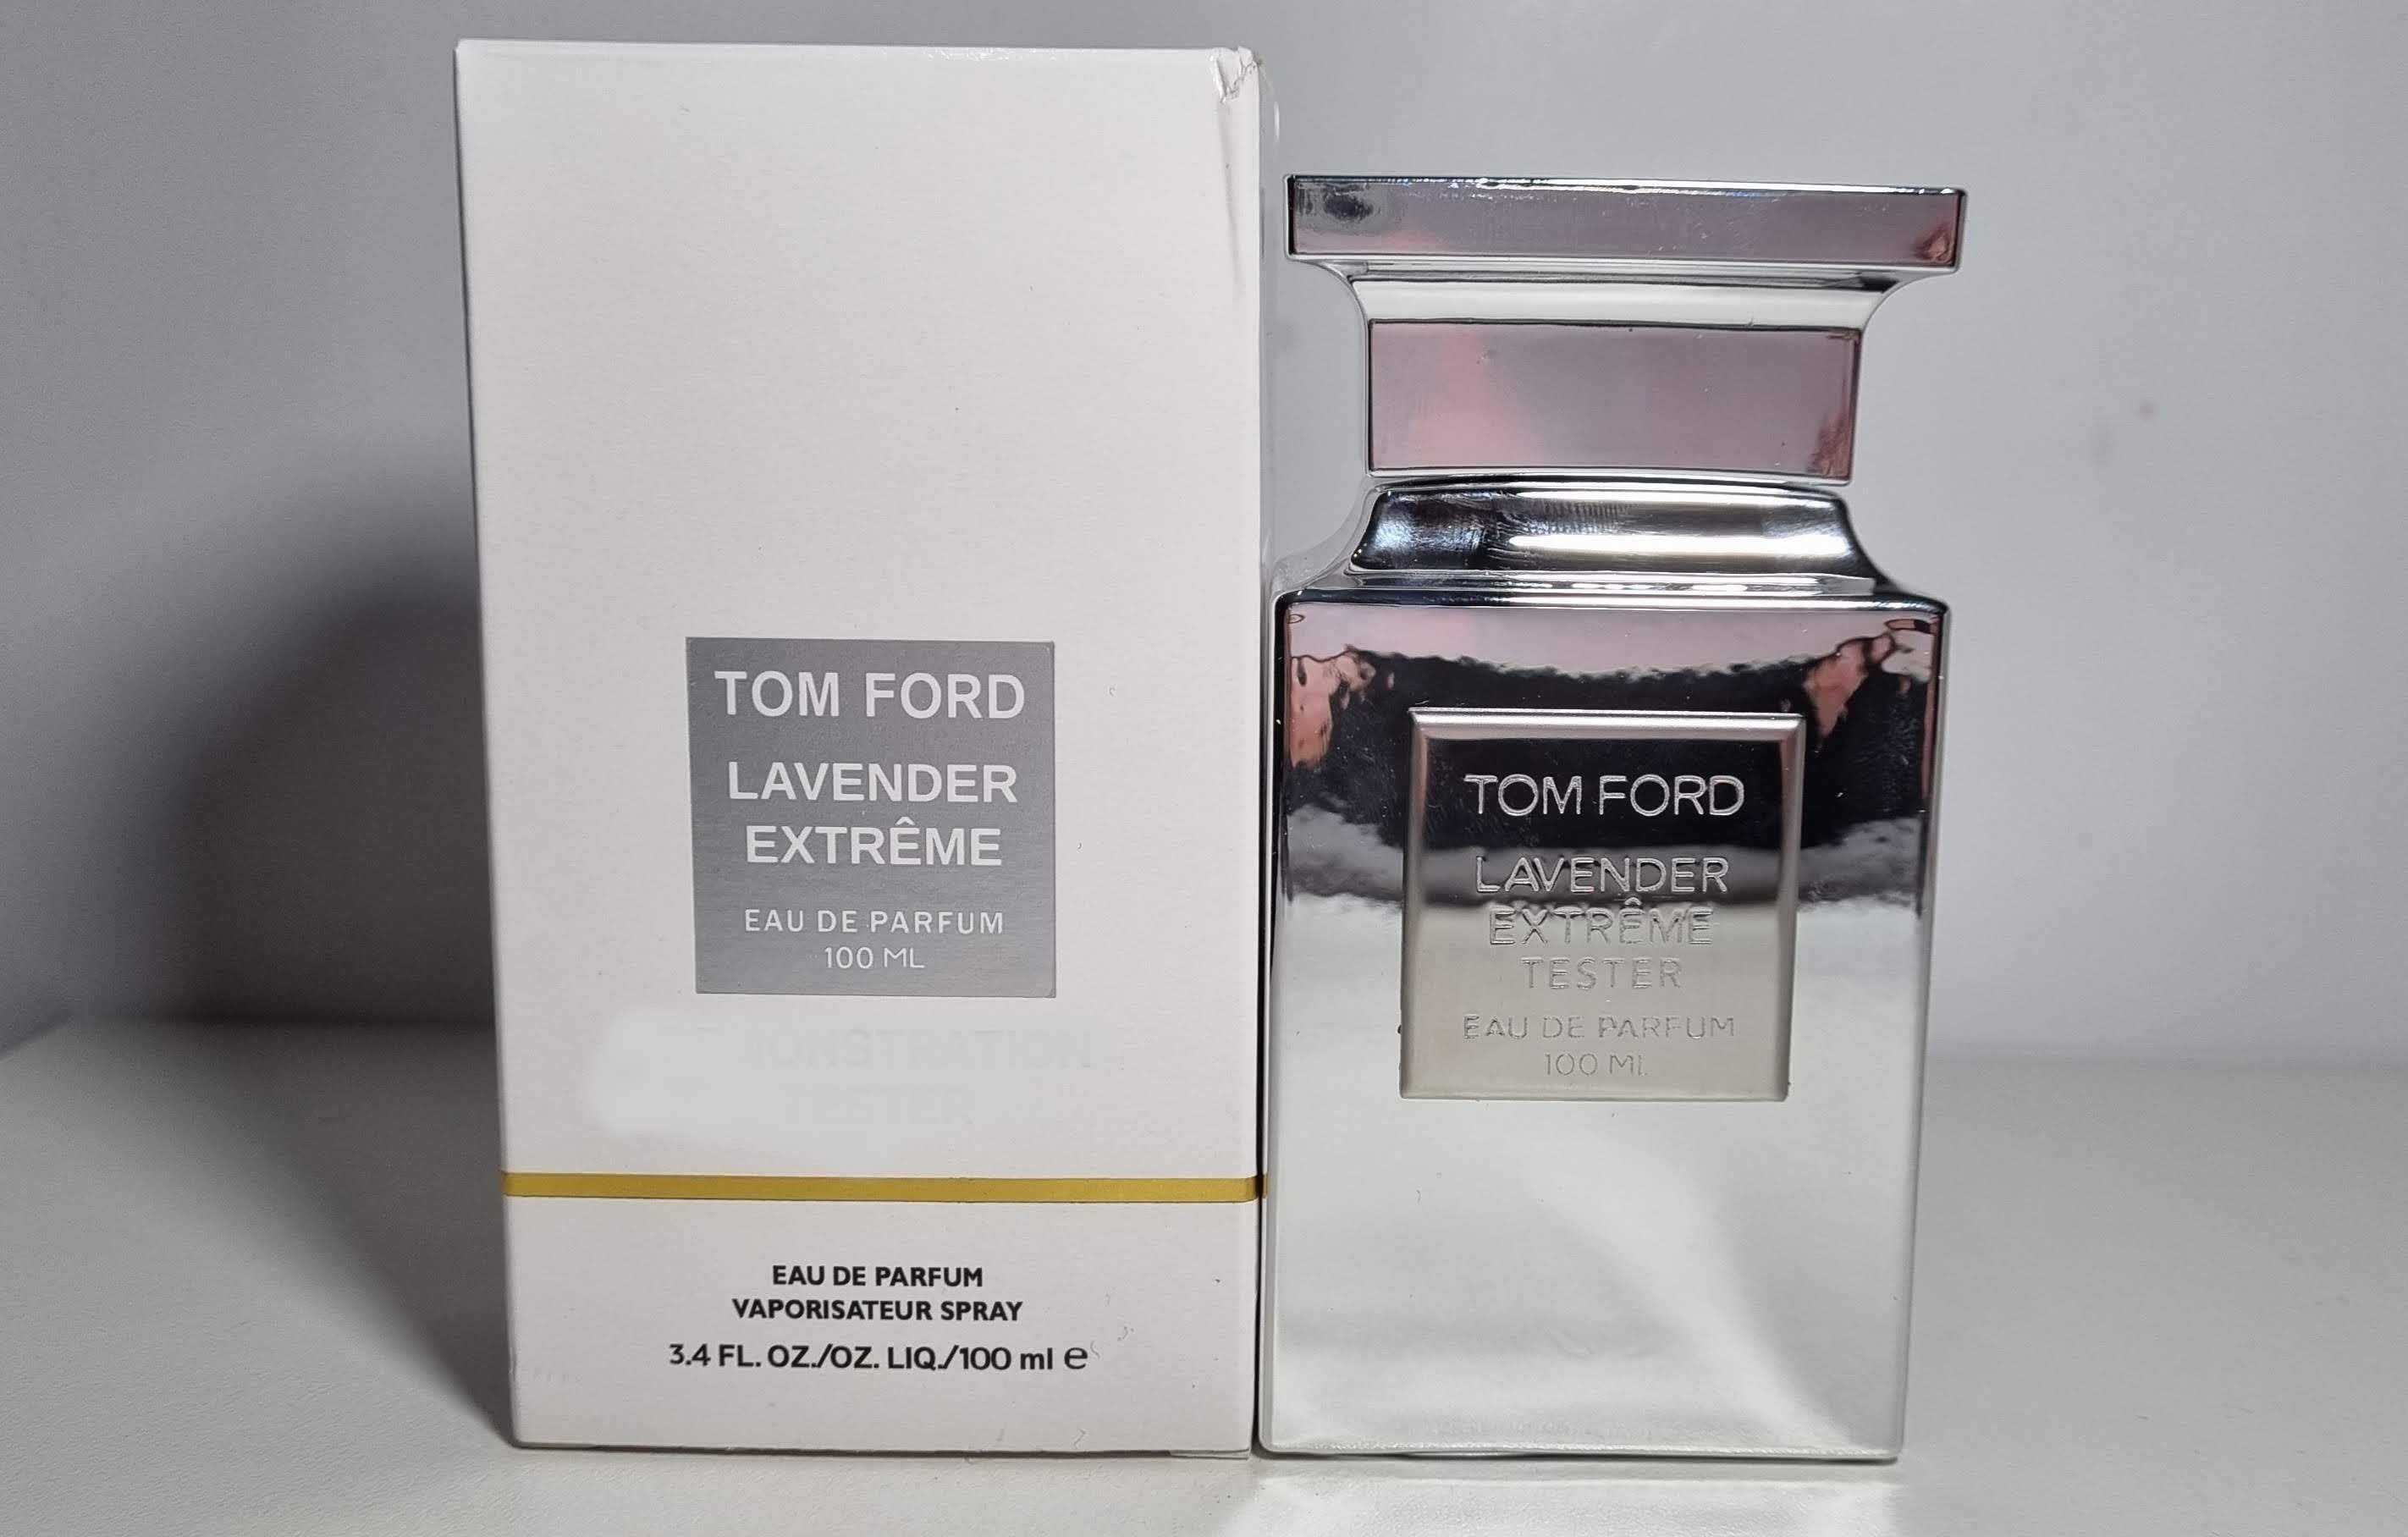 TOM FORD
LAVENDER
EXTRÊME
EAU DE PARFUM
100 ML
EAU DE PARFUM
VAPORISATEUR SPRAY
3.4 FL. OZ./OZ. LIQ./100 ml e
TOM FORD
LAVENDER
EXTRÊME
TESTER
EAU DE PARFUM
100 ML